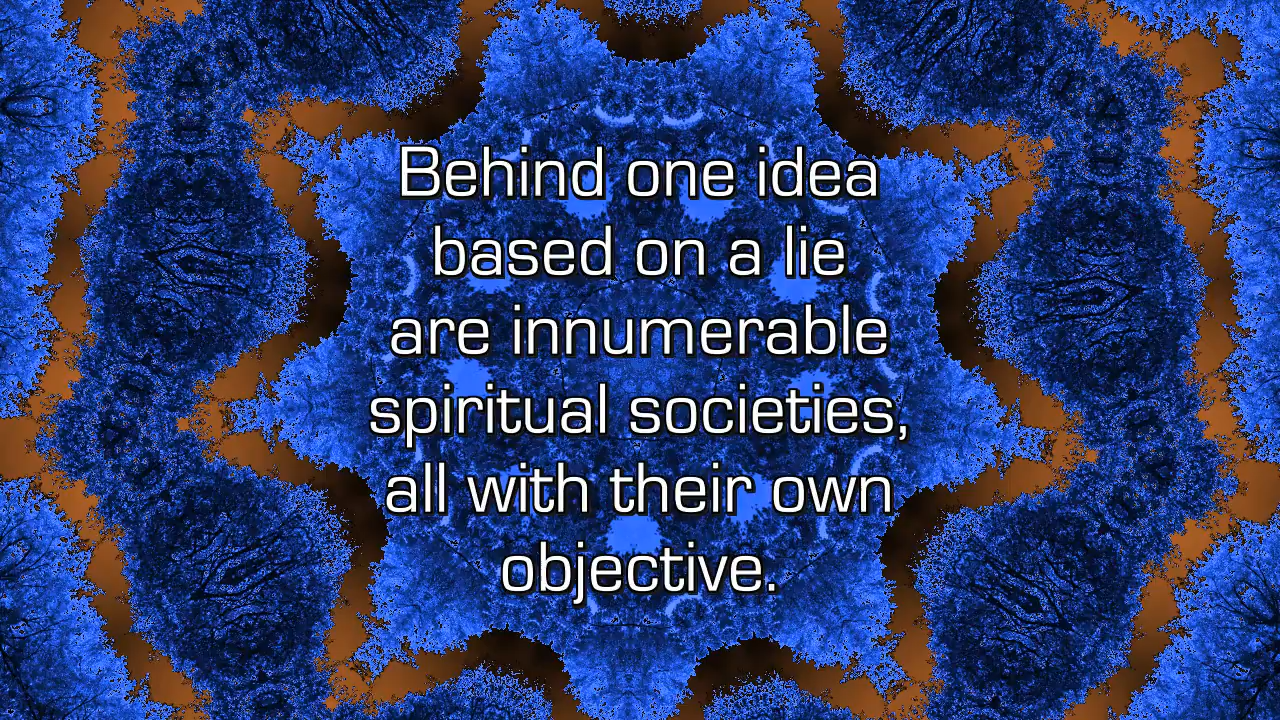 Behind one idea
based on a lie
are innumerable
spiritual societies,
all with their own
objective.